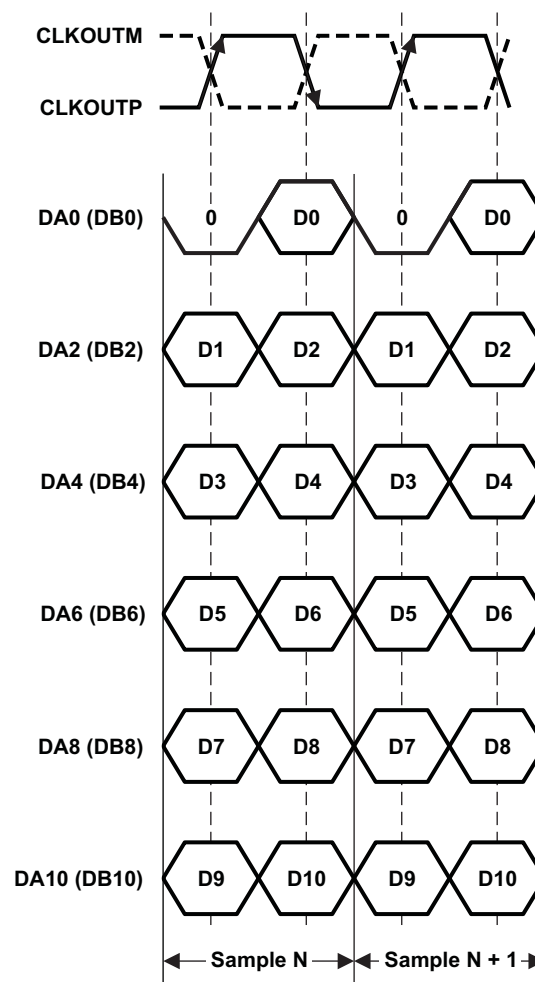 CLKOUTM
CLKOUTP
DA0 (DB0) 0 D0 0 D0
DA2 (DB2) D1 D2 D1 D2
DA4 (DB4) D3 D4 D3 D4
DA6 (DB6) D5 D6 D5 D6
DA8 (DB8) D7 D8 D7 D8
DA10 (DB10) D9 D10 D9 D10
Sample N Sample N + 1